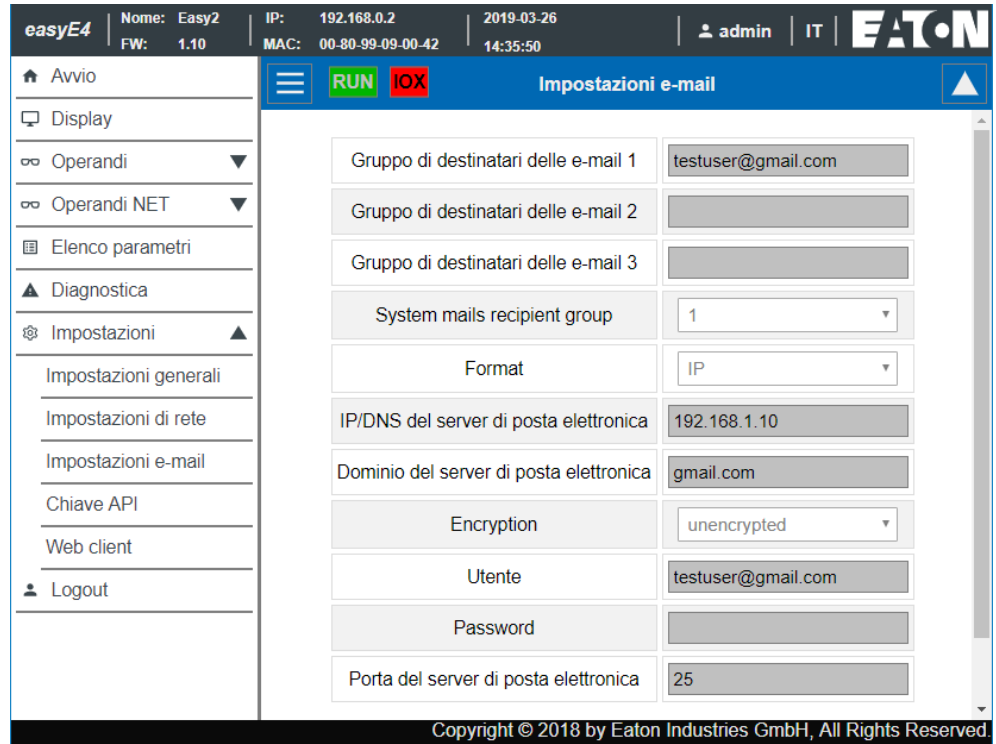 easyE4
Nome: Easy2
FW: 1.10
IP: 192.168.0.2
MAC: 00-80-99-09-00-42
2019-03-26
14:35:50
admin
IT
EATON
Avvio
Display
Operandi
Operandi NET
Elenco parametri
Diagnostica
Impostazioni
Impostazioni generali
Impostazioni di rete
Impostazioni e-mail
Chiave API
Web client
Logout
RUN IOX Impostazioni e-mail
Gruppo di destinatari delle e-mail 1 testuser@gmail.com
Gruppo di destinatari delle e-mail 2
Gruppo di destinatari delle e-mail 3
System mails recipient group 1
Format IP
IP/DNS del server di posta elettronica 192.168.1.10
Dominio del server di posta elettronica gmail.com
Encryption unencrypted
Utente testuser@gmail.com
Password
Porta del server di posta elettronica 25
Copyright © 2018 by Eaton Industries GmbH, All Rights Reserved.